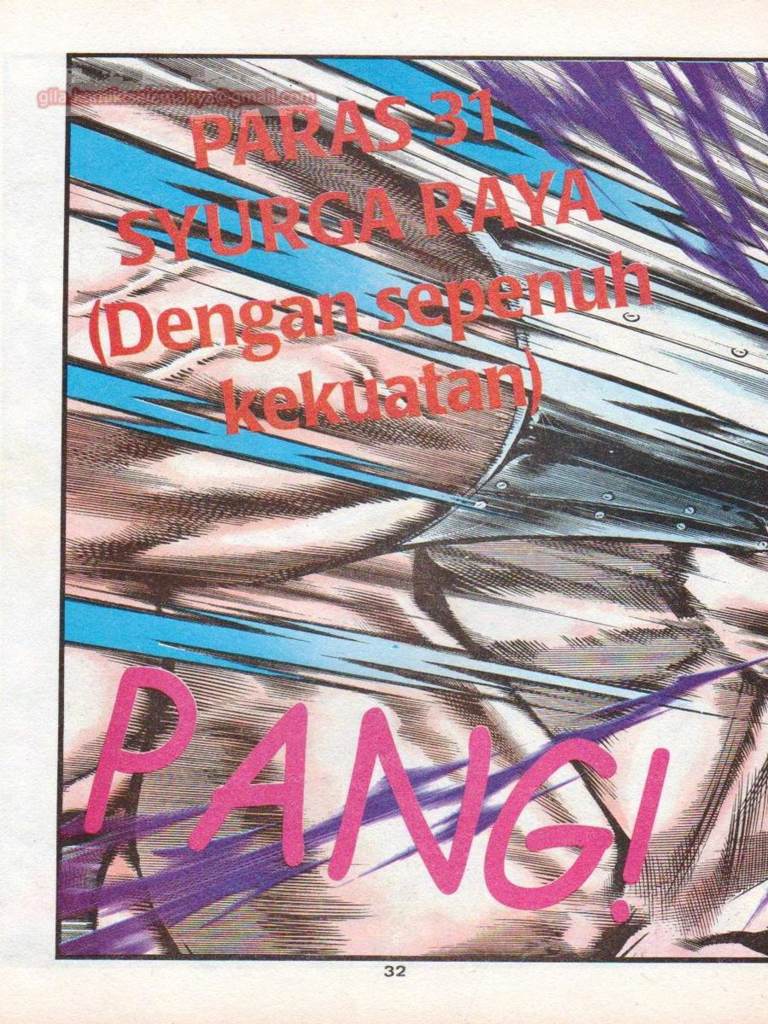 PARAS 31
SYURGA RAYA
(Dengan sepenuh
kekuatan)
PANG!
32